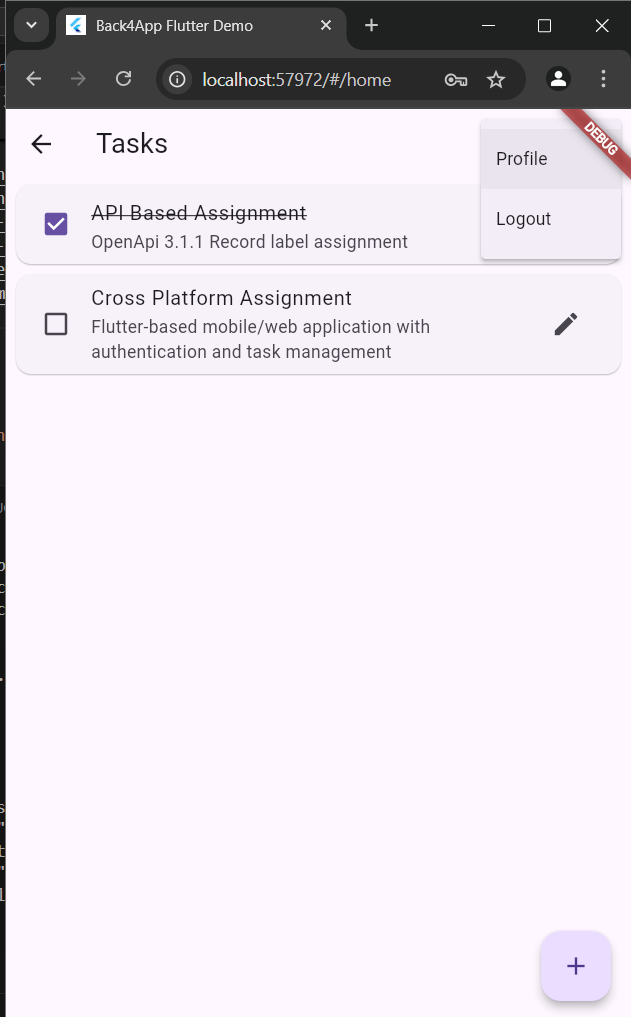 Back4App Flutter Demo
localhost:57972/#/home
Tasks
DEBUG
Profile
Logout
API Based Assignment
OpenApi 3.1.1 Record label assignment
Cross Platform Assignment
Flutter-based mobile/web application with
authentication and task management